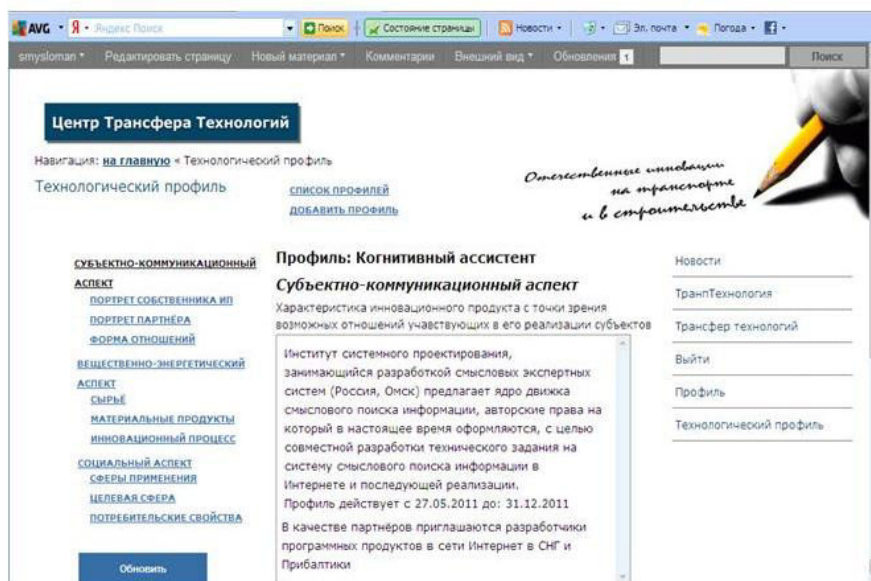 AVG Яндекс Поиск Поиск Состояние страницы Новости Эл. почта Погода
smysloman Редактировать страницу Новый материал Комментарии Внешний вид Обновления 1 Поиск
Центр Трансфера Технологий
Навигация: на главную « Технологический профиль
Технологический профиль
СПИСОК ПРОФИЛЕЙ
ДОБАВИТЬ ПРОФИЛЬ
Отечественные инновации
на транспорте
и в строительстве
СУБЪЕКТНО-КОММУНИКАЦИОННЫЙ
АСПЕКТ
ПОРТРЕТ СОБСТВЕННИКА ИП
ПОРТРЕТ ПАРТНЁРА
ФОРМА ОТНОШЕНИЙ
ВЕЩЕСТВЕННО-ЭНЕРГЕТИЧЕСКИЙ
АСПЕКТ
СЫРЬЁ
МАТЕРИАЛЬНЫЕ ПРОДУКТЫ
ИННОВАЦИОННЫЙ ПРОЦЕСС
СОЦИАЛЬНЫЙ АСПЕКТ
СФЕРЫ ПРИМЕНЕНИЯ
ЦЕЛЕВАЯ СФЕРА
ПОТРЕБИТЕЛЬСКИЕ СВОЙСТВА
Обновить
Профиль: Когнитивный ассистент
Субъектно-коммуникационный аспект
Характеристика инновационного продукта с точки зрения
возможных отношений учавствующих в его реализации субъектов
Институт системного проектирования,
занимающийся разработкой смысловых экспертных
систем (Россия, Омск) предлагает ядро движка
смыслового поиска информации, авторские права на
который в настоящее время оформляются, с целью
совместной разработки технического задания на
систему смыслового поиска информации в
Интернете и последующей реализации.
Профиль действует с 27.05.2011 до: 31.12.2011
В качестве партнёров приглашаются разработчики
программных продуктов в сети Интернет в СНГ и
Прибалтики
Новости
ТранпТехнология
Трансфер технологий
Выйти
Профиль
Технологический профиль